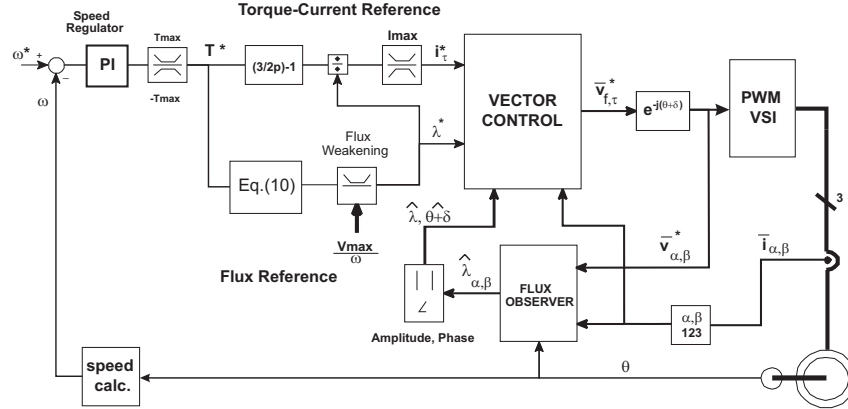 Torque-Current Reference
Speed
Regulator
ω*
+
−
ω
PI
Tmax
-Tmax
T*
(3/2p)-1
÷
Imax
i*τ
VECTOR
CONTROL
v̅*f,τ
e-j(θ+δ)
PWM
VSI
3
λ*
Flux
Weakening
Eq.(10)
Vmax
ω
Flux Reference
λ̂, θ+δ̂
| |
∠
Amplitude, Phase
λ̂α,β
FLUX
OBSERVER
v̅*α,β
i̅α,β
α,β
123
speed
calc.
θ